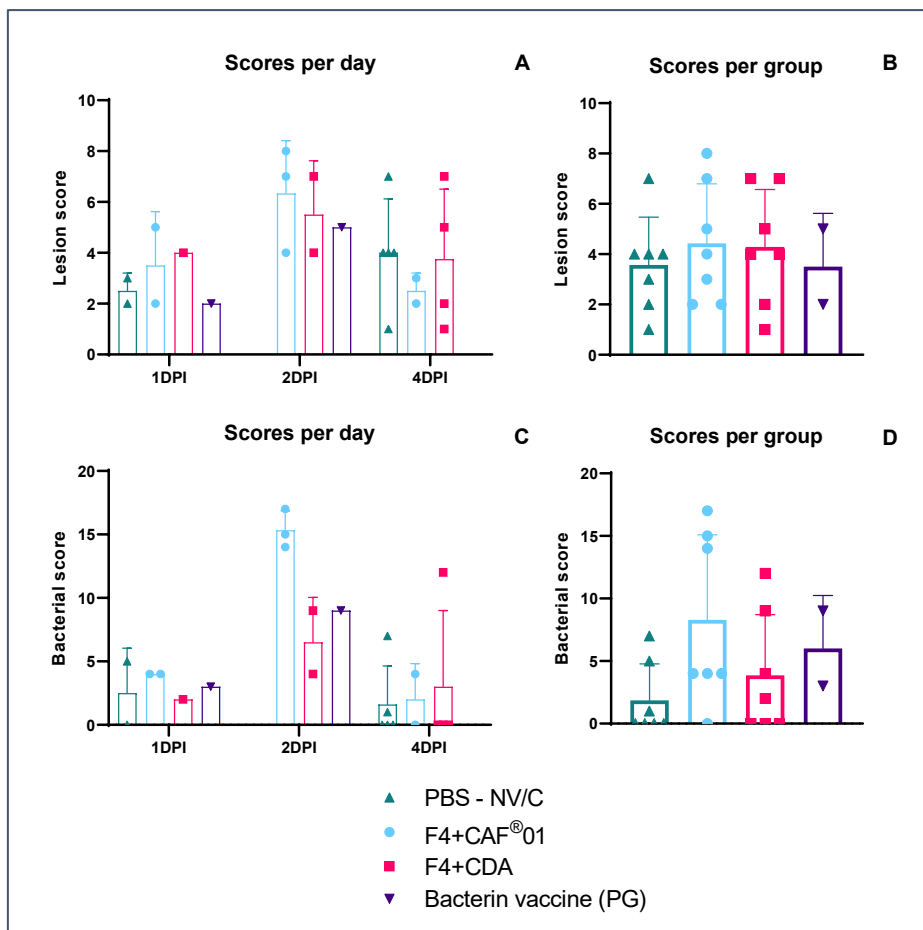 Scores per day
A
Lesion score
10
8
6
4
2
0
1DPI
2DPI
4DPI
Scores per group
B
Lesion score
10
8
6
4
2
0
Scores per day
C
Bacterial score
20
15
10
5
0
1DPI
2DPI
4DPI
Scores per group
D
Bacterial score
20
15
10
5
0
PBS - NV/C
F4+CAF®01
F4+CDA
Bacterin vaccine (PG)